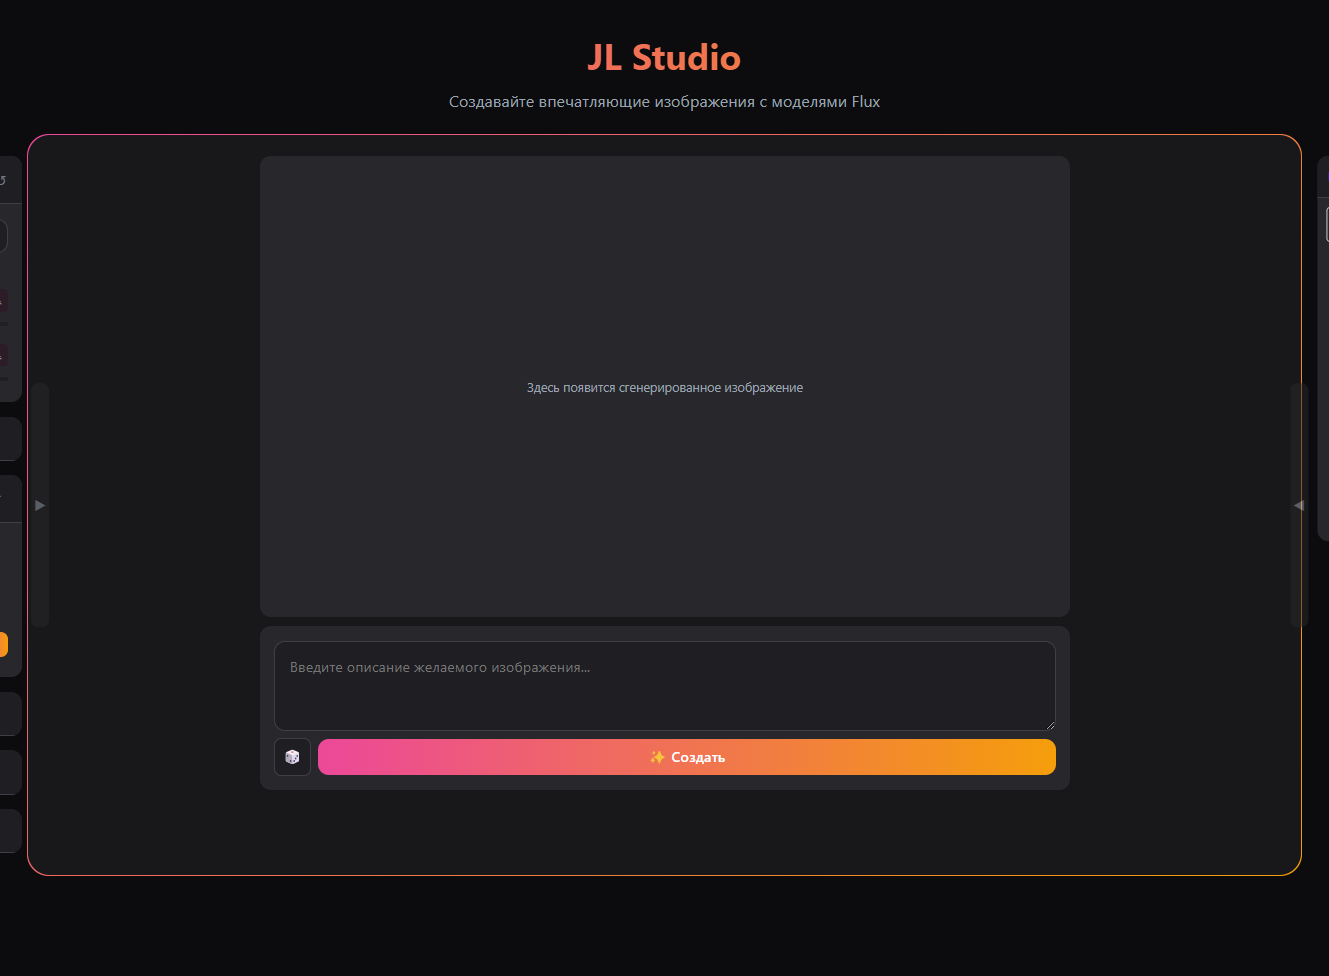 JL Studio
Создавайте впечатляющие изображения с моделями Flux
Здесь появится сгенерированное изображение
Введите описание желаемого изображения...
✨ Создать